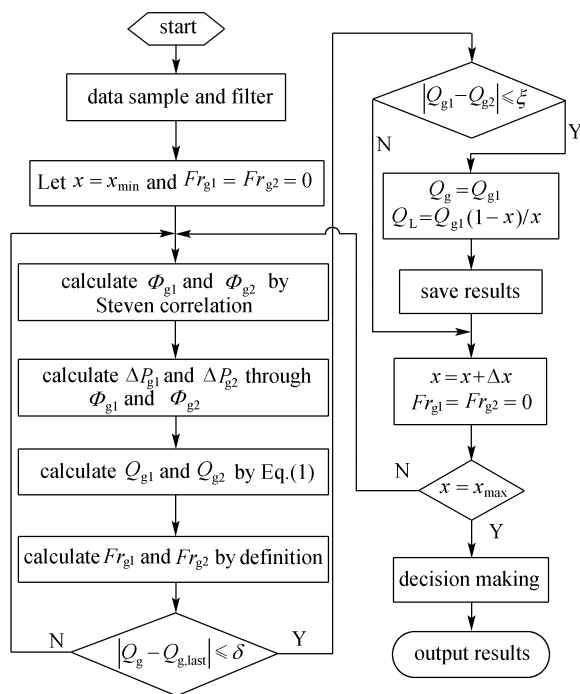 start
data sample and filter
Let x = x_min and Fr_g1 = Fr_g2 = 0
calculate Φ_g1 and Φ_g2 by
Steven correlation
calculate ΔP_g1 and ΔP_g2 through
Φ_g1 and Φ_g2
calculate Q_g1 and Q_g2 by Eq.(1)
calculate Fr_g1 and Fr_g2 by definition
N
|Q_g − Q_g,last| ⩽ δ
Y
|Q_g1 − Q_g2| ⩽ ξ
N
Y
Q_g = Q_g1
Q_L = Q_g1(1−x)/x
save results
x = x + Δx
Fr_g1 = Fr_g2 = 0
N
x = x_max
Y
decision making
output results